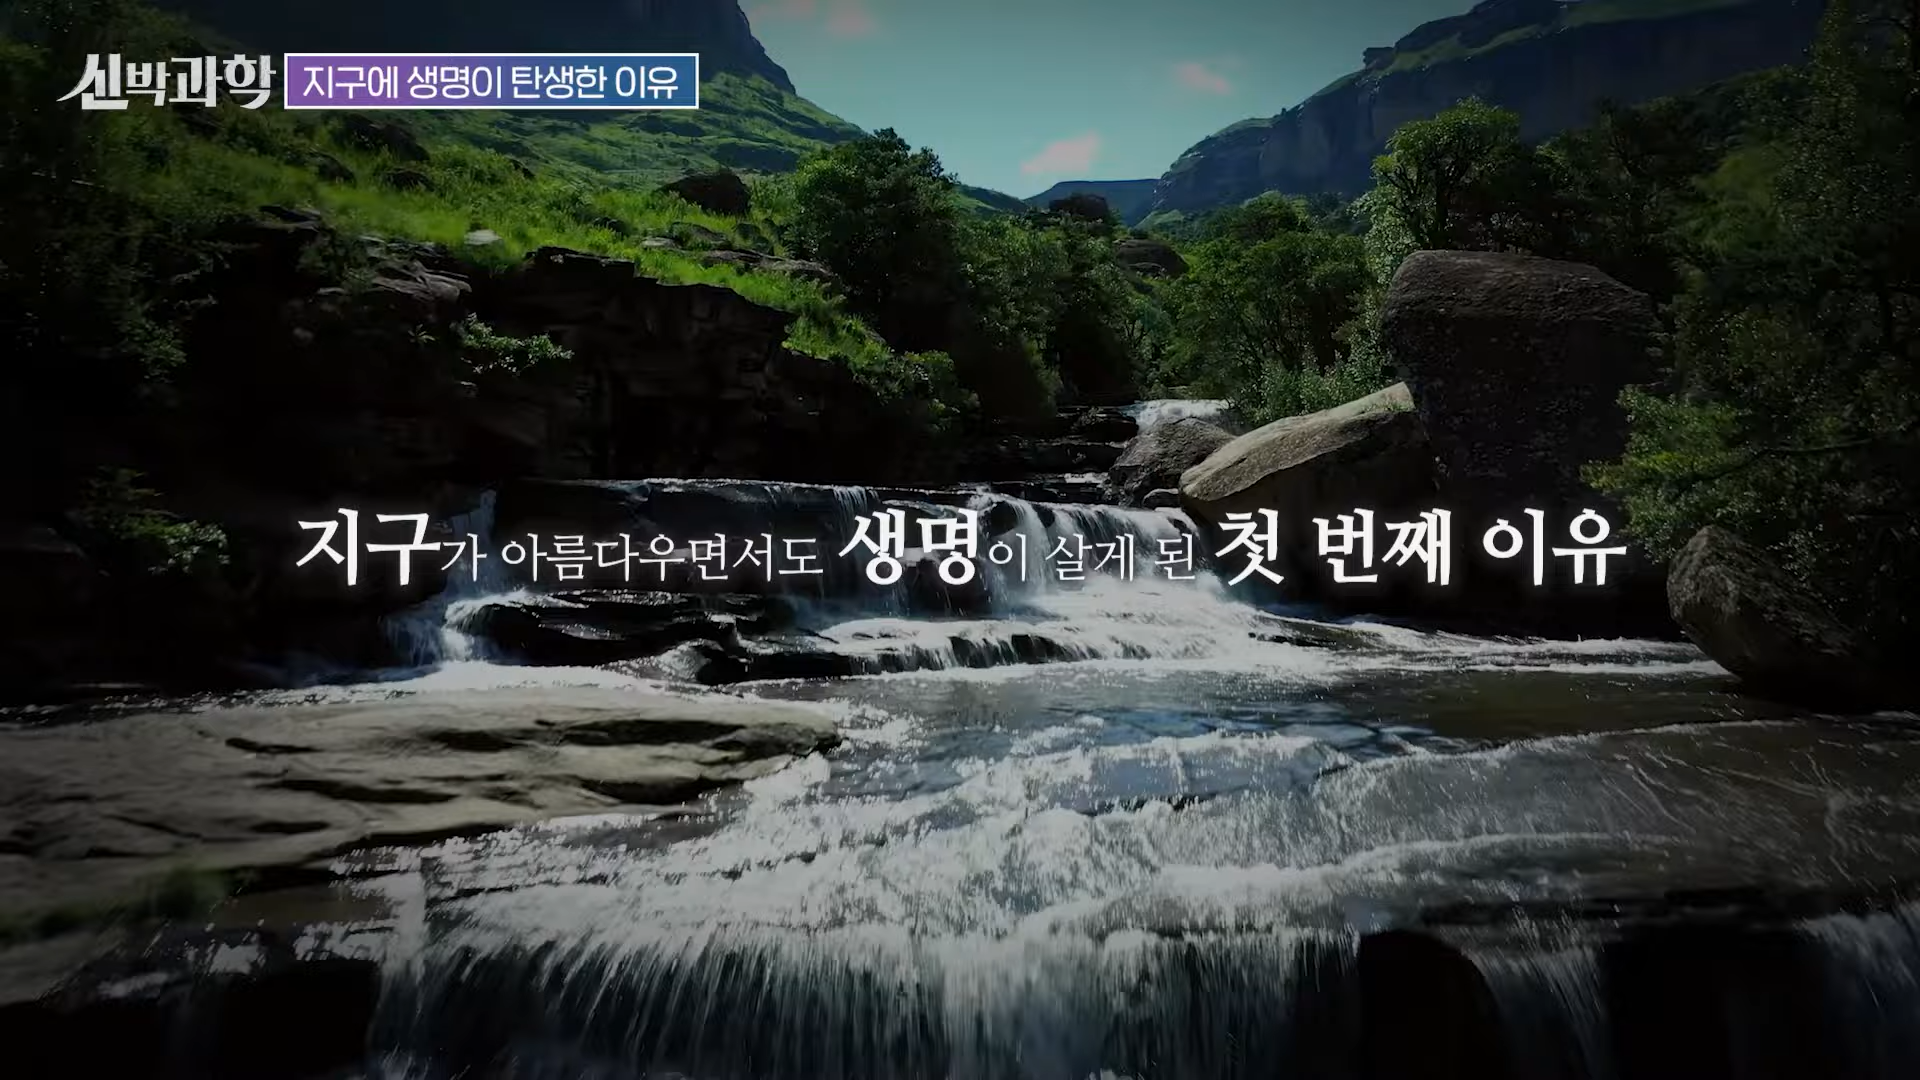 신박과학 지구에 생명이 탄생한 이유
지구가 아름다우면서도 생명이 살게 된 첫 번째 이유